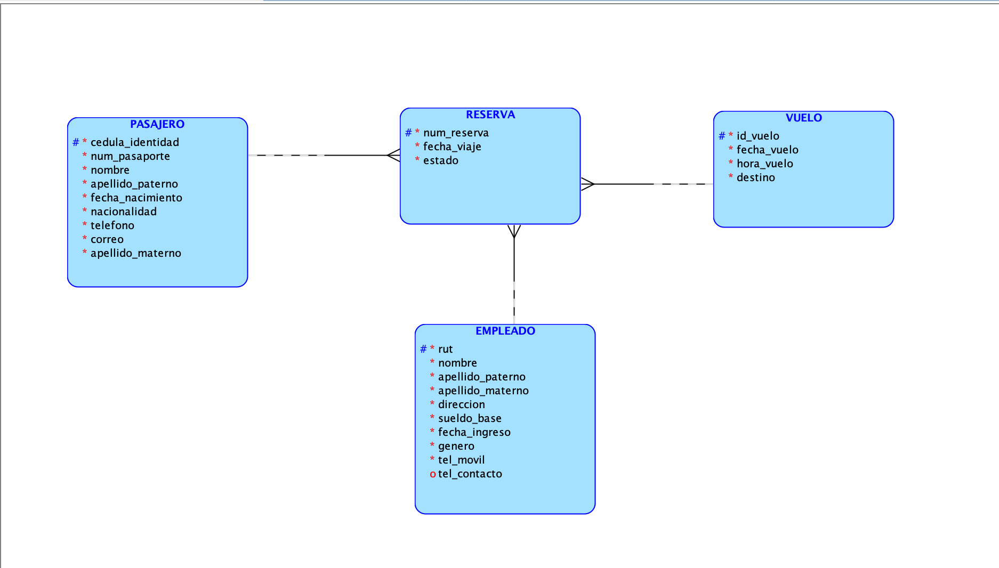 PASAJERO
# * cedula_identidad
* num_pasaporte
* nombre
* apellido_paterno
* fecha_nacimiento
* nacionalidad
* telefono
* correo
* apellido_materno
RESERVA
# * num_reserva
* fecha_viaje
* estado
VUELO
# * id_vuelo
* fecha_vuelo
* hora_vuelo
* destino
EMPLEADO
# * rut
* nombre
* apellido_paterno
* apellido_materno
* direccion
* sueldo_base
* fecha_ingreso
* genero
* tel_movil
o tel_contacto